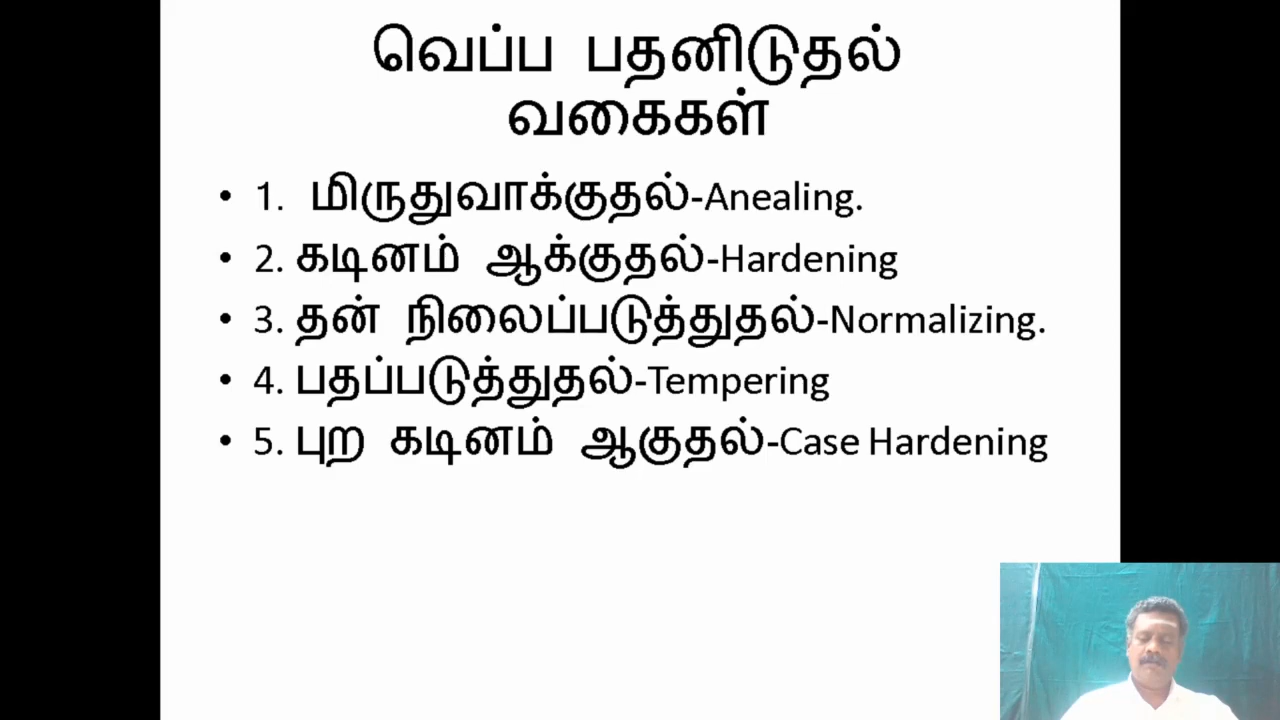 வெப்ப பதனிடுதல்
வகைகள்
• 1. மிருதுவாக்குதல்-Anealing.
• 2. கடினம் ஆக்குதல்-Hardening
• 3. தன் நிலைப்படுத்துதல்-Normalizing.
• 4. பதப்படுத்துதல்-Tempering
• 5. புற கடினம் ஆகுதல்-Case Hardening